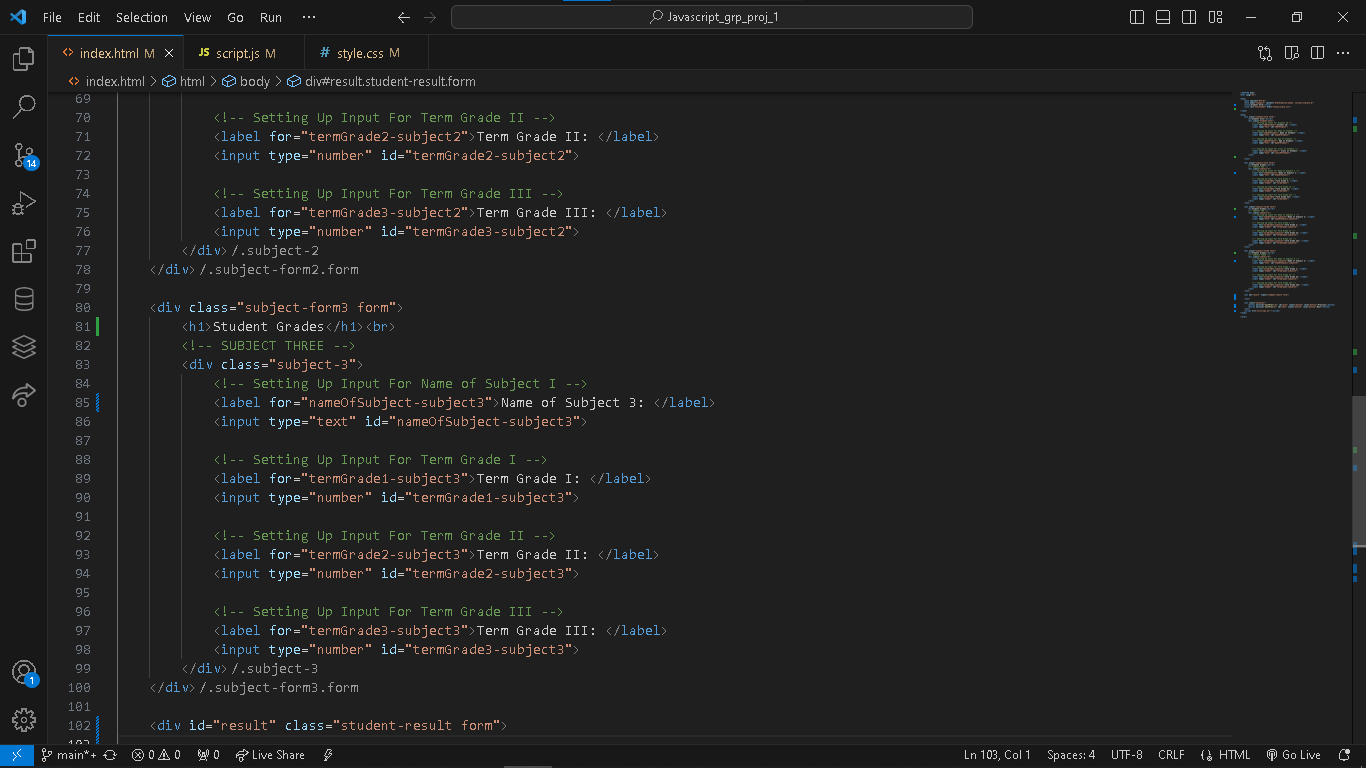 File Edit Selection View Go Run ··· Javascript_grp_proj_1
index.html M JS script.js M # style.css M
index.html > html > body > div#result.student-result.form
69
70 <!-- Setting Up Input For Term Grade II -->
71 <label for="termGrade2-subject2">Term Grade II: </label>
72 <input type="number" id="termGrade2-subject2">
73
74 <!-- Setting Up Input For Term Grade III -->
75 <label for="termGrade3-subject2">Term Grade III: </label>
76 <input type="number" id="termGrade3-subject2">
77 </div>/.subject-2
78 </div>/.subject-form2.form
79
80 <div class="subject-form3 form">
81 <h1>Student Grades</h1><br>
82 <!-- SUBJECT THREE -->
83 <div class="subject-3">
84 <!-- Setting Up Input For Name of Subject I -->
85 <label for="nameOfSubject-subject3">Name of Subject 3: </label>
86 <input type="text" id="nameOfSubject-subject3">
87
88 <!-- Setting Up Input For Term Grade I -->
89 <label for="termGrade1-subject3">Term Grade I: </label>
90 <input type="number" id="termGrade1-subject3">
91
92 <!-- Setting Up Input For Term Grade II -->
93 <label for="termGrade2-subject3">Term Grade II: </label>
94 <input type="number" id="termGrade2-subject3">
95
96 <!-- Setting Up Input For Term Grade III -->
97 <label for="termGrade3-subject3">Term Grade III: </label>
98 <input type="number" id="termGrade3-subject3">
99 </div>/.subject-3
100 </div>/.subject-form3.form
101
102 <div id="result" class="student-result form">
103
14
1
main*+ 0 0 0 Live Share Ln 103, Col 1 Spaces: 4 UTF-8 CRLF {} HTML Go Live